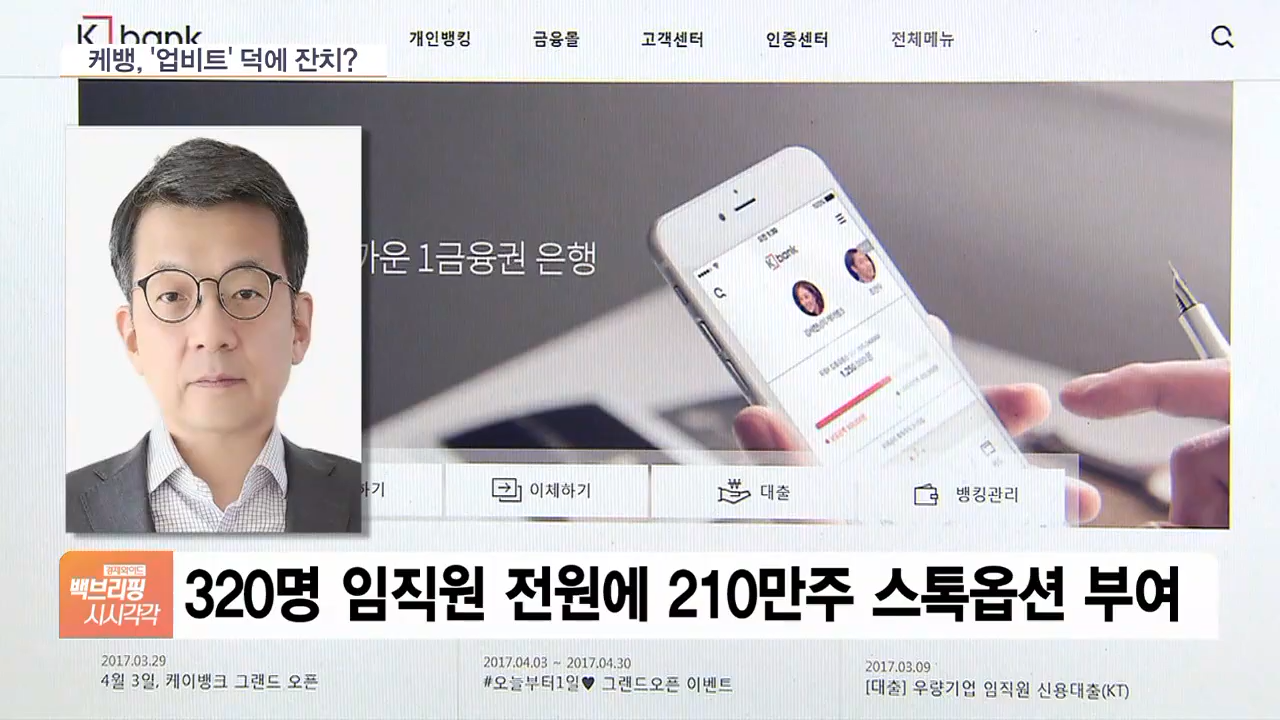 K bank
개인뱅킹 금융몰 고객센터 인증센터 전체메뉴
케뱅, '업비트' 덕에 잔치?
가운 1금융권 은행
K bank
하기 이체하기 대출 뱅킹관리
경제와이드
백브리핑
시시각각
320명 임직원 전원에 210만주 스톡옵션 부여
2017.03.29
4월 3일, 케이뱅크 그랜드 오픈
2017.04.03 ~ 2017.04.30
#오늘부터1일♥ 그랜드오픈 이벤트
2017.03.09
[대출] 우량기업 임직원 신용대출(KT)